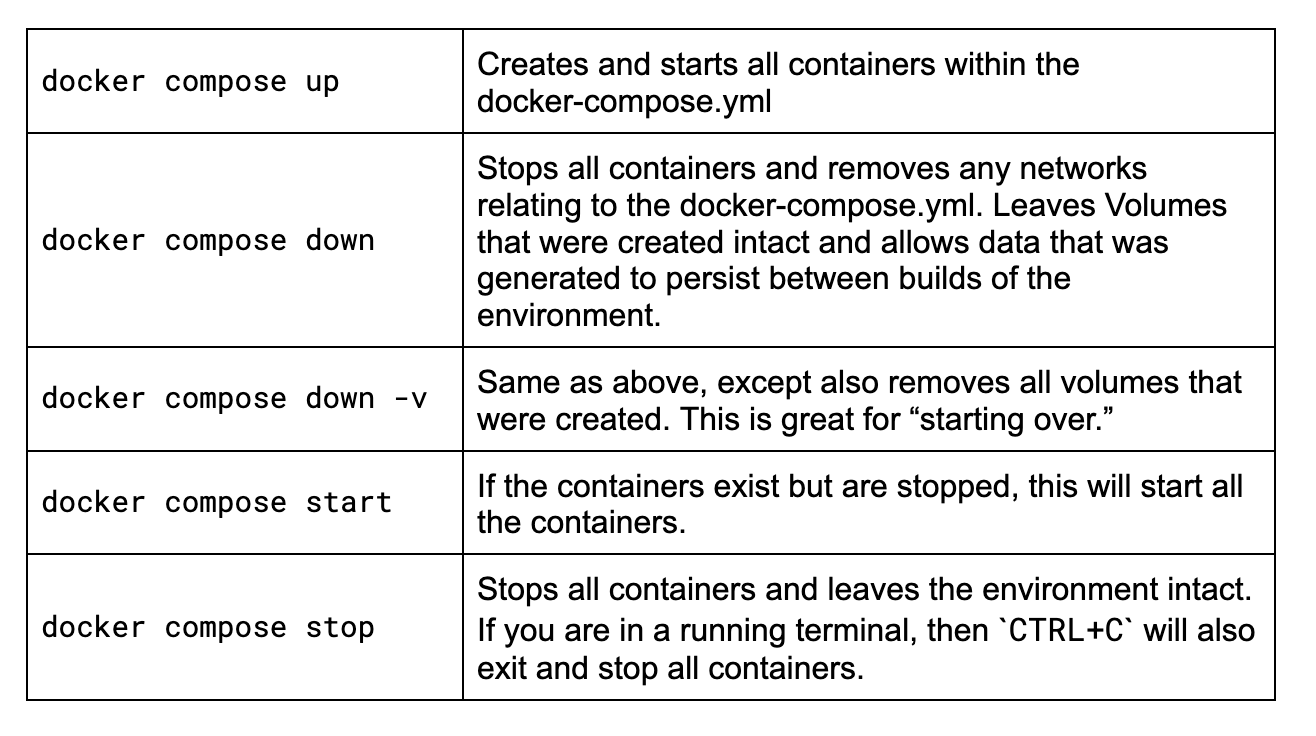 docker compose up
Creates and starts all containers within the
docker-compose.yml
docker compose down
Stops all containers and removes any networks
relating to the docker-compose.yml. Leaves Volumes
that were created intact and allows data that was
generated to persist between builds of the
environment.
docker compose down -v
Same as above, except also removes all volumes that
were created. This is great for “starting over.”
docker compose start
If the containers exist but are stopped, this will start all
the containers.
docker compose stop
Stops all containers and leaves the environment intact.
If you are in a running terminal, then `CTRL+C` will also
exit and stop all containers.